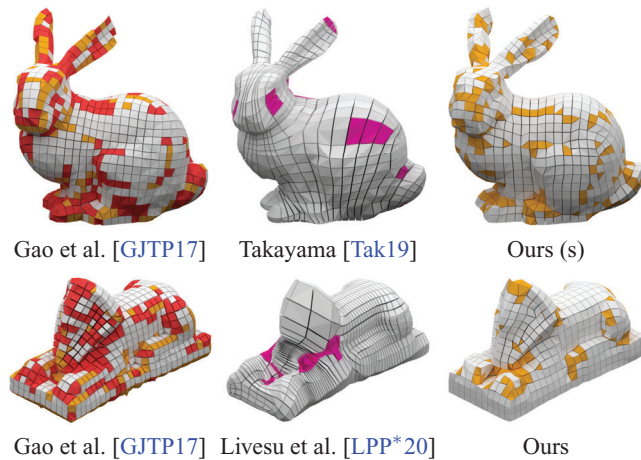 Gao et al. [GJTP17] Takayama [Tak19] Ours (s)
Gao et al. [GJTP17] Livesu et al. [LPP*20] Ours